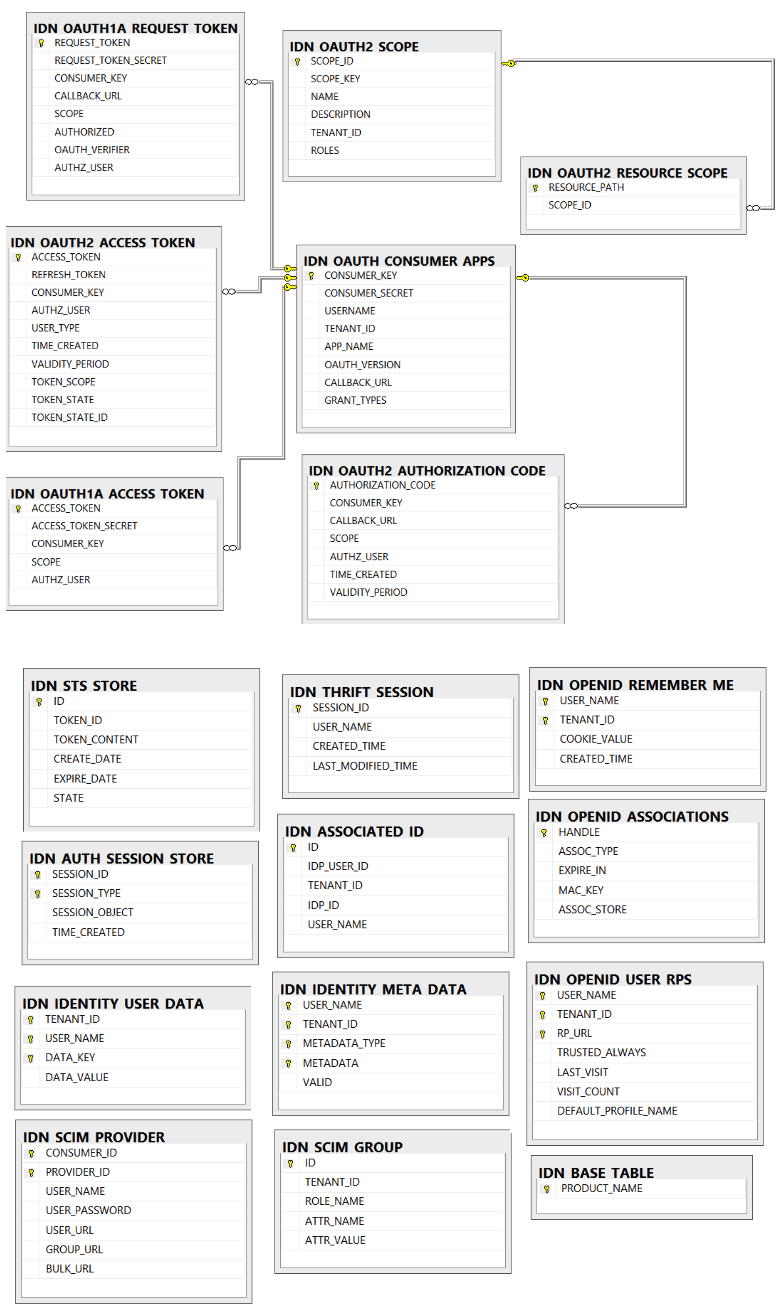 IDN OAUTH1A REQUEST TOKEN
REQUEST_TOKEN
REQUEST_TOKEN_SECRET
CONSUMER_KEY
CALLBACK_URL
SCOPE
AUTHORIZED
OAUTH_VERIFIER
AUTHZ_USER
IDN OAUTH2 SCOPE
SCOPE_ID
SCOPE_KEY
NAME
DESCRIPTION
TENANT_ID
ROLES
IDN OAUTH2 RESOURCE SCOPE
RESOURCE_PATH
SCOPE_ID
IDN OAUTH2 ACCESS TOKEN
ACCESS_TOKEN
REFRESH_TOKEN
CONSUMER_KEY
AUTHZ_USER
USER_TYPE
TIME_CREATED
VALIDITY_PERIOD
TOKEN_SCOPE
TOKEN_STATE
TOKEN_STATE_ID
IDN OAUTH CONSUMER APPS
CONSUMER_KEY
CONSUMER_SECRET
USERNAME
TENANT_ID
APP_NAME
OAUTH_VERSION
CALLBACK_URL
GRANT_TYPES
IDN OAUTH1A ACCESS TOKEN
ACCESS_TOKEN
ACCESS_TOKEN_SECRET
CONSUMER_KEY
SCOPE
AUTHZ_USER
IDN OAUTH2 AUTHORIZATION CODE
AUTHORIZATION_CODE
CONSUMER_KEY
CALLBACK_URL
SCOPE
AUTHZ_USER
TIME_CREATED
VALIDITY_PERIOD
IDN STS STORE
ID
TOKEN_ID
TOKEN_CONTENT
CREATE_DATE
EXPIRE_DATE
STATE
IDN THRIFT SESSION
SESSION_ID
USER_NAME
CREATED_TIME
LAST_MODIFIED_TIME
IDN OPENID REMEMBER ME
USER_NAME
TENANT_ID
COOKIE_VALUE
CREATED_TIME
IDN AUTH SESSION STORE
SESSION_ID
SESSION_TYPE
SESSION_OBJECT
TIME_CREATED
IDN ASSOCIATED ID
ID
IDP_USER_ID
TENANT_ID
IDP_ID
USER_NAME
IDN OPENID ASSOCIATIONS
HANDLE
ASSOC_TYPE
EXPIRE_IN
MAC_KEY
ASSOC_STORE
IDN IDENTITY USER DATA
TENANT_ID
USER_NAME
DATA_KEY
DATA_VALUE
IDN IDENTITY META DATA
USER_NAME
TENANT_ID
METADATA_TYPE
METADATA
VALID
IDN OPENID USER RPS
USER_NAME
TENANT_ID
RP_URL
TRUSTED_ALWAYS
LAST_VISIT
VISIT_COUNT
DEFAULT_PROFILE_NAME
IDN SCIM PROVIDER
CONSUMER_ID
PROVIDER_ID
USER_NAME
USER_PASSWORD
USER_URL
GROUP_URL
BULK_URL
IDN SCIM GROUP
ID
TENANT_ID
ROLE_NAME
ATTR_NAME
ATTR_VALUE
IDN BASE TABLE
PRODUCT_NAME